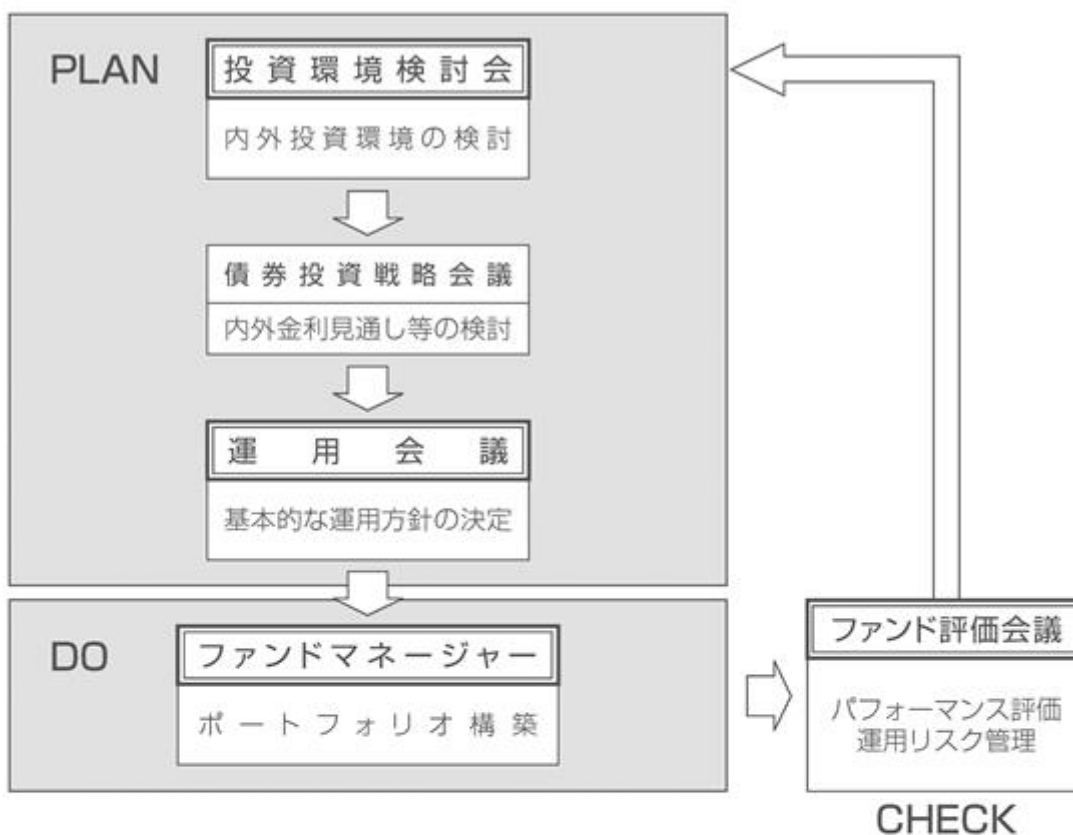 PLAN
投資環境検討会
内外投資環境の検討
債券投資戦略会議
内外金利見通し等の検討
運用会議
基本的な運用方針の決定
DO
ファンドマネージャー
ポートフォリオ構築
ファンド評価会議
パフォーマンス評価
運用リスク管理
CHECK